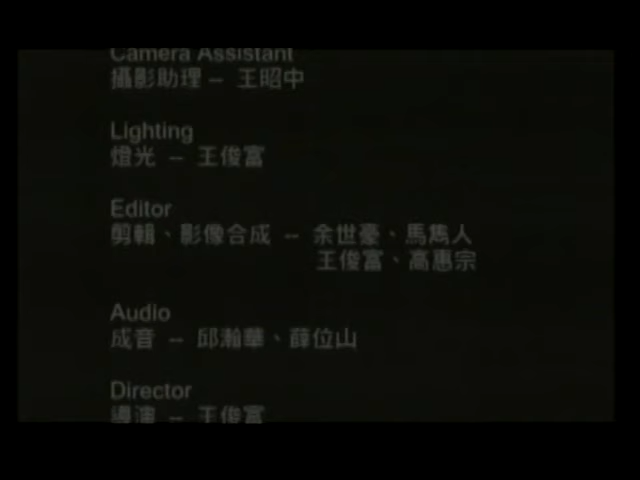 Camera Assistant
攝影助理 – 王昭中
Lighting
燈光 -- 王俊富
Editor
剪輯、影像合成 -- 余世豪、馬雋人
王俊富、高惠宗
Audio
成音 -- 邱瀚華、薛位山
Director
導演 -- 王俊富